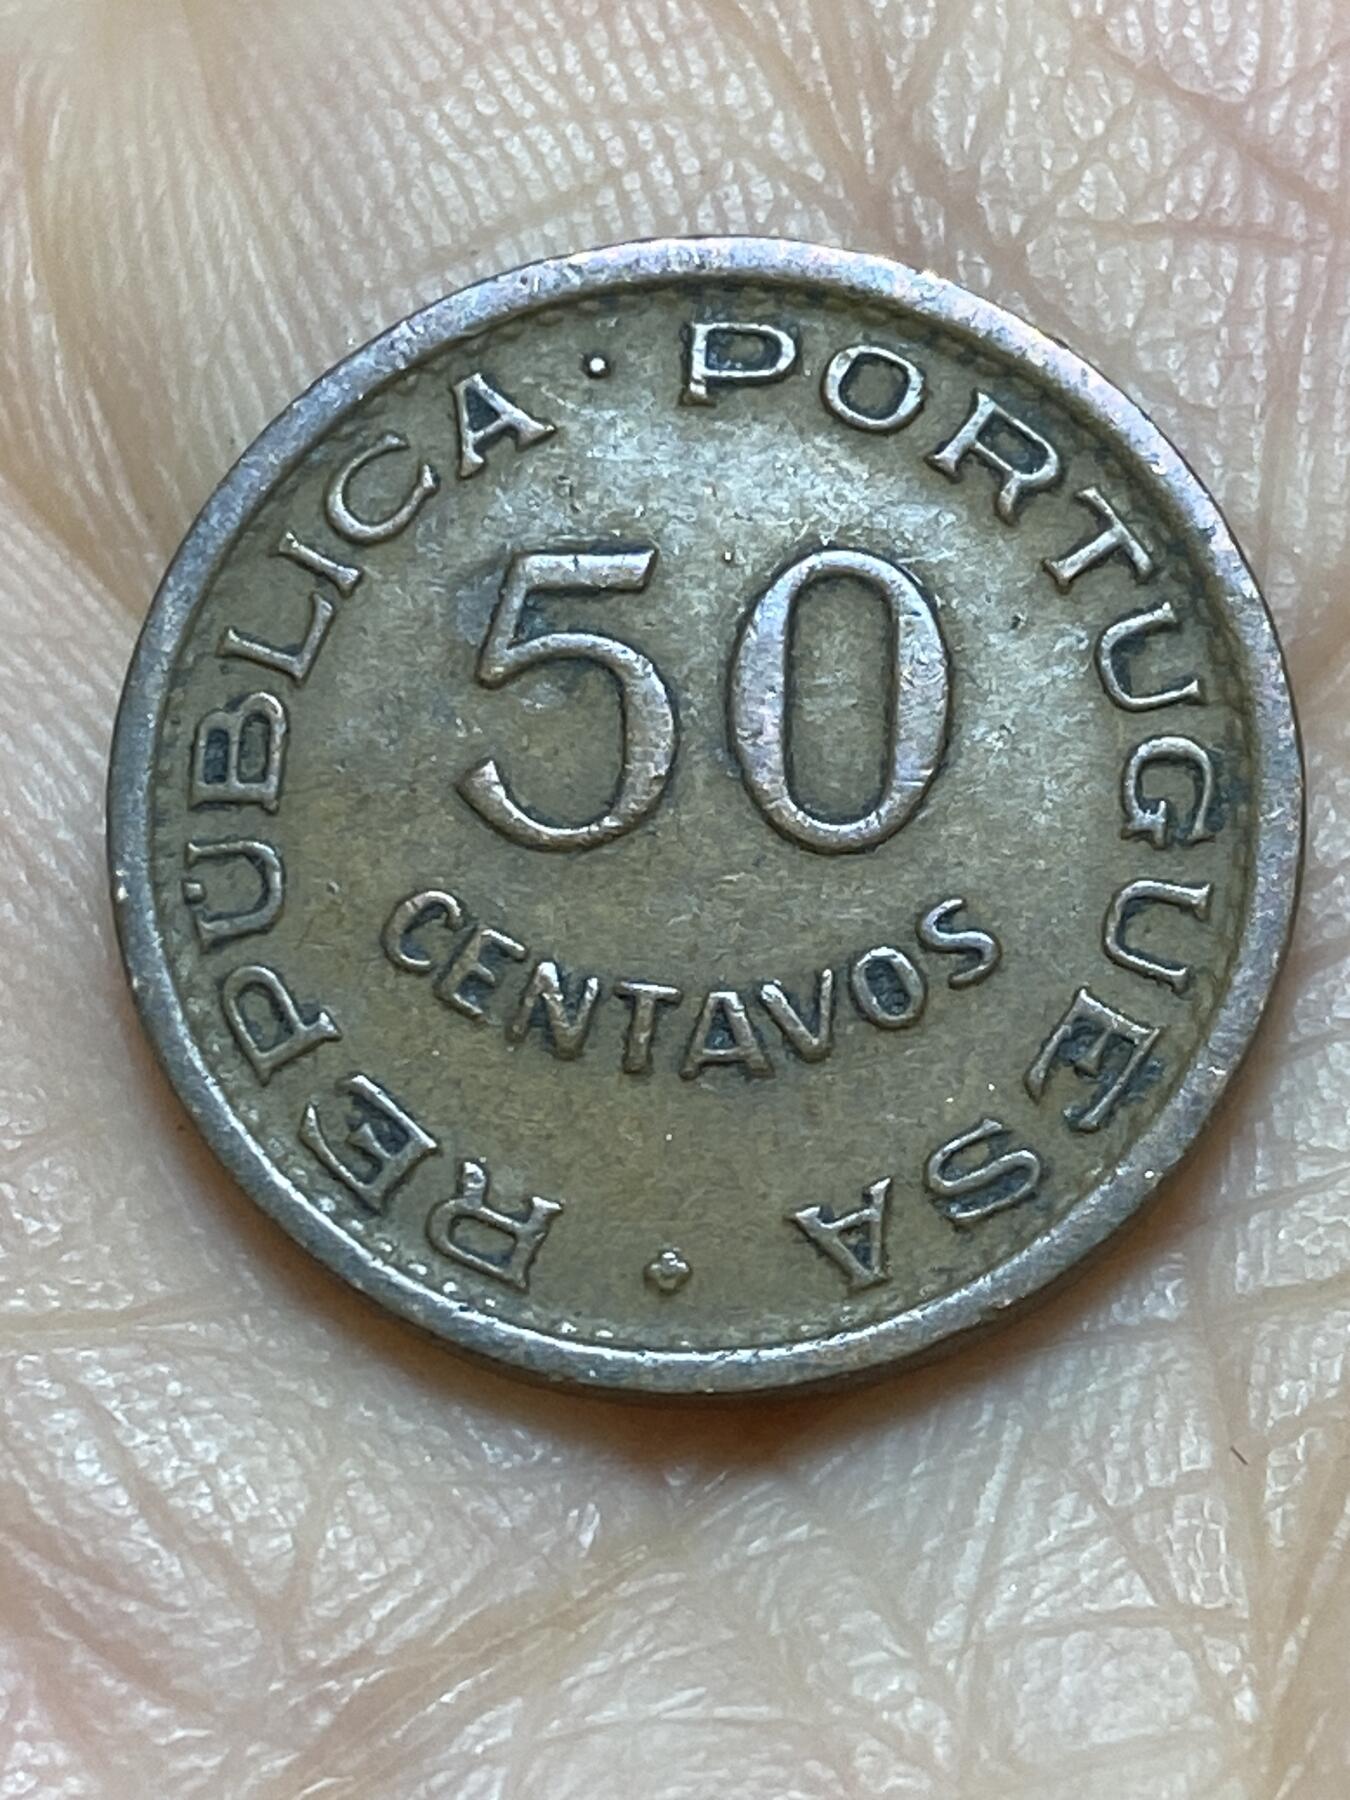 REPÚBLICA · PORTUGUESA
50
CENTAVOS